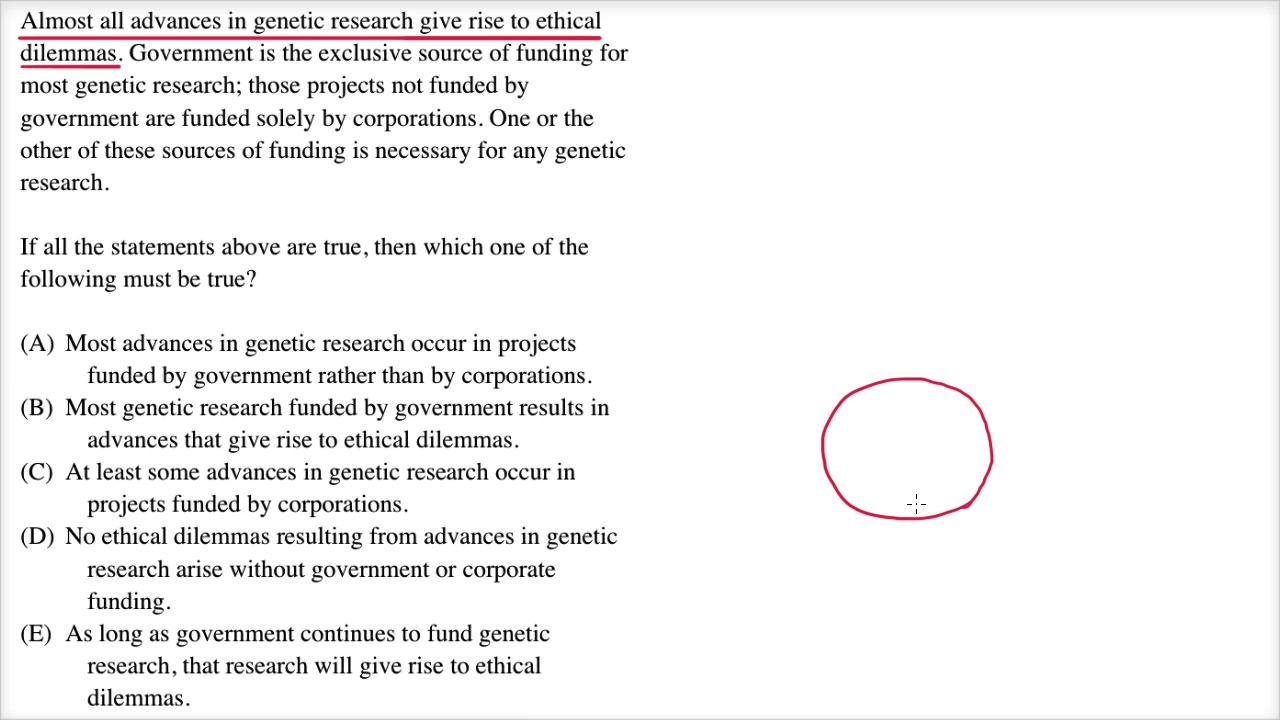 Almost all advances in genetic research give rise to ethical
dilemmas. Government is the exclusive source of funding for
most genetic research; those projects not funded by
government are funded solely by corporations. One or the
other of these sources of funding is necessary for any genetic
research.
If all the statements above are true, then which one of the
following must be true?
(A) Most advances in genetic research occur in projects
funded by government rather than by corporations.
(B) Most genetic research funded by government results in
advances that give rise to ethical dilemmas.
(C) At least some advances in genetic research occur in
projects funded by corporations.
(D) No ethical dilemmas resulting from advances in genetic
research arise without government or corporate
funding.
(E) As long as government continues to fund genetic
research, that research will give rise to ethical
dilemmas.